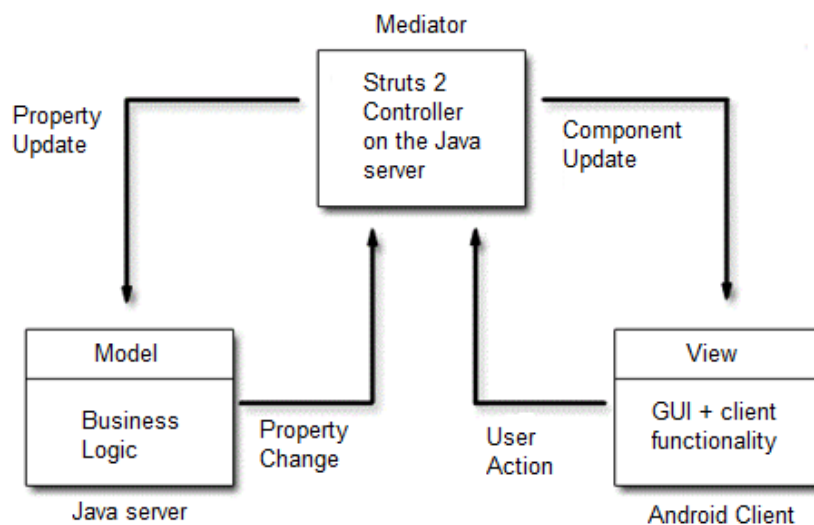 Mediator
Struts 2
Controller
on the Java
server
Property
Update
Component
Update
Model
Business
Logic
Java server
Property
Change
User
Action
View
GUI + client
functionality
Android Client